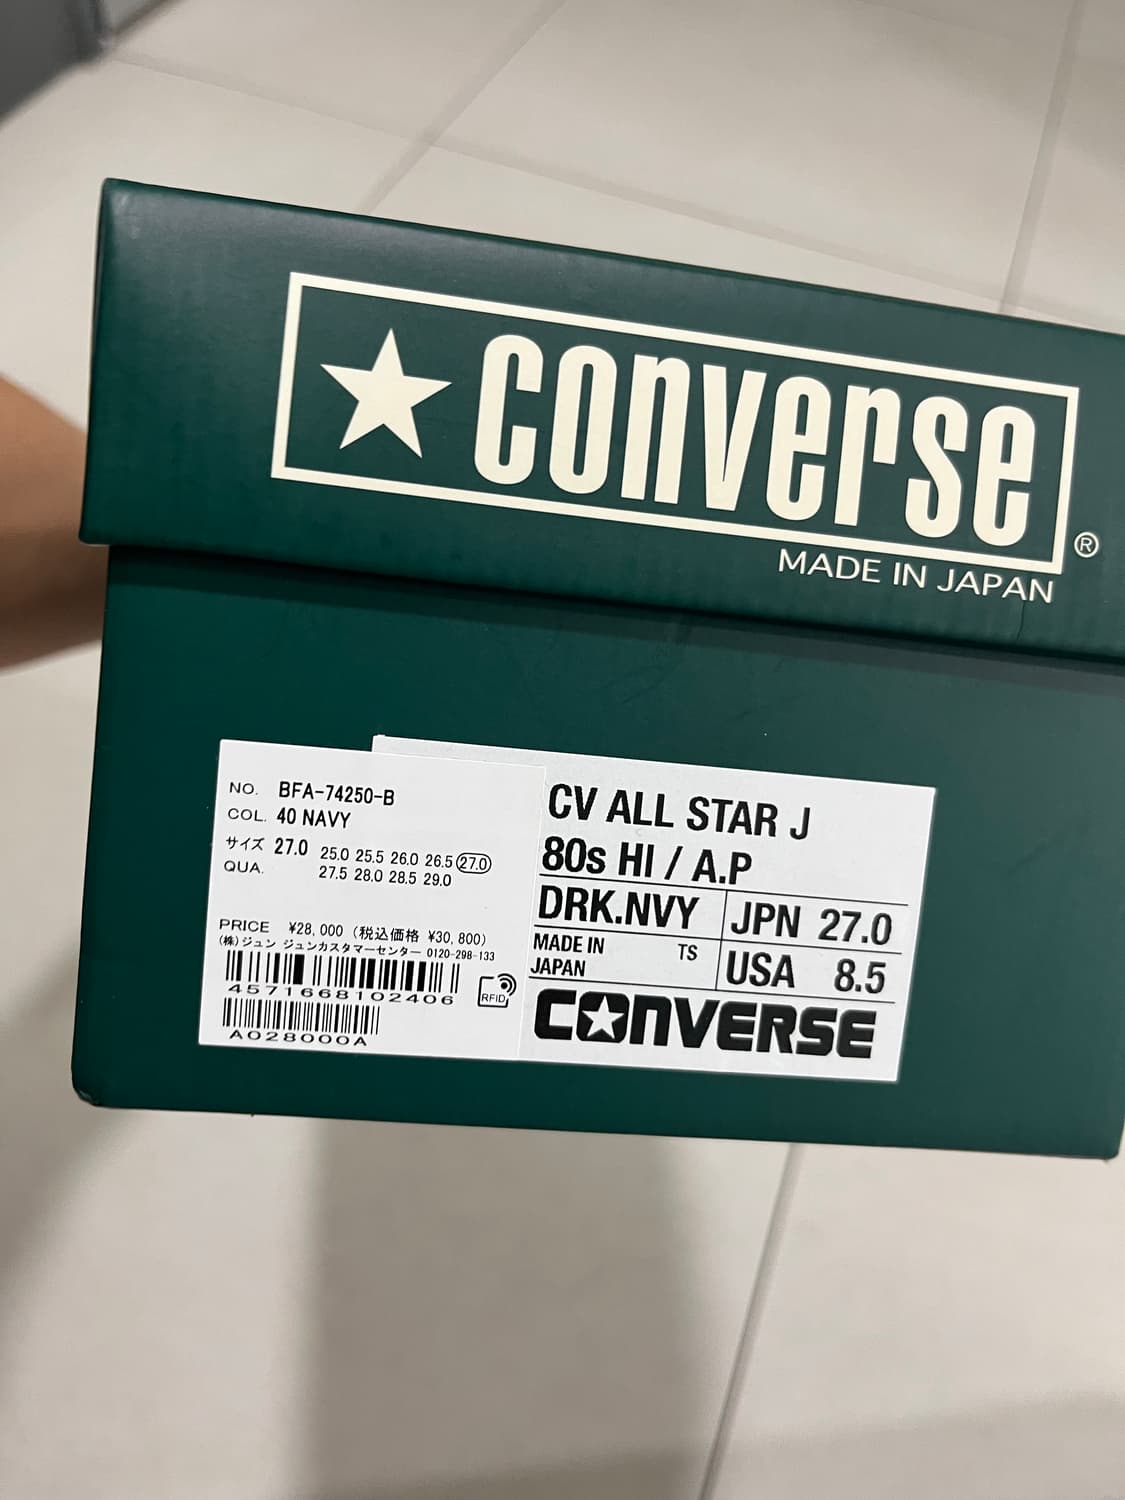 CONVERSE
®
MADE IN JAPAN
NO. BFA-74250-B
COL. 40 NAVY
サイズ 27.0 25.0 25.5 26.0 26.5 27.0
QUA. 27.5 28.0 28.5 29.0
PRICE ¥28,000 (税込価格 ¥30,800)
(株)ジュン ジュンカスタマーセンター 0120-298-133
4571668102406
RFID
A028000A
CV ALL STAR J
80s HI / A.P
DRK.NVY JPN 27.0
MADE IN JAPAN TS USA 8.5
CONVERSE